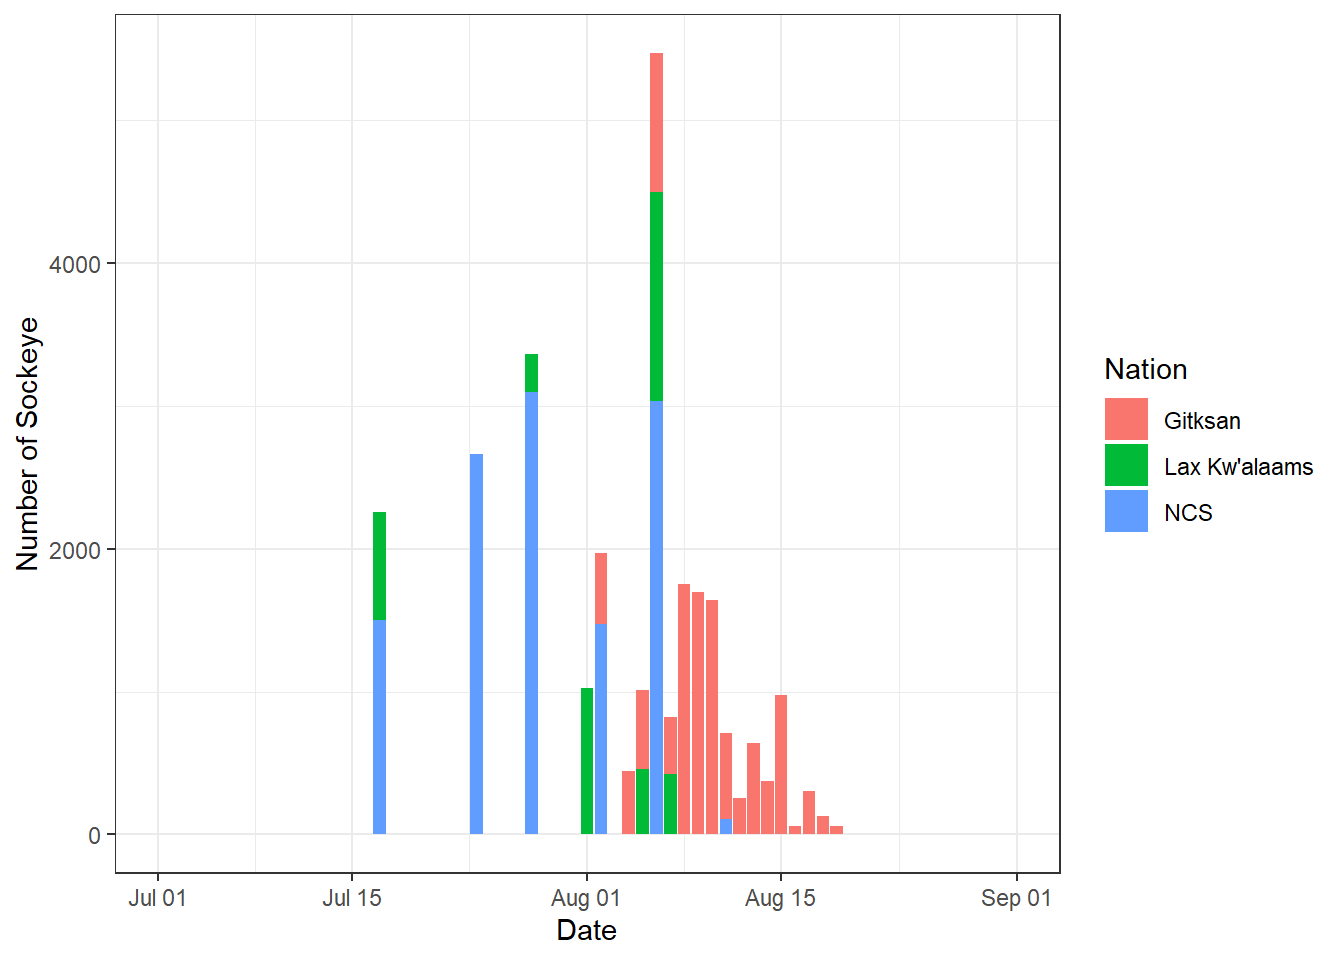 Number of Sockeye
4000
2000
0
Jul 01
Jul 15
Aug 01
Aug 15
Sep 01
Date
Nation
Gitksan
Lax Kw'alaams
NCS